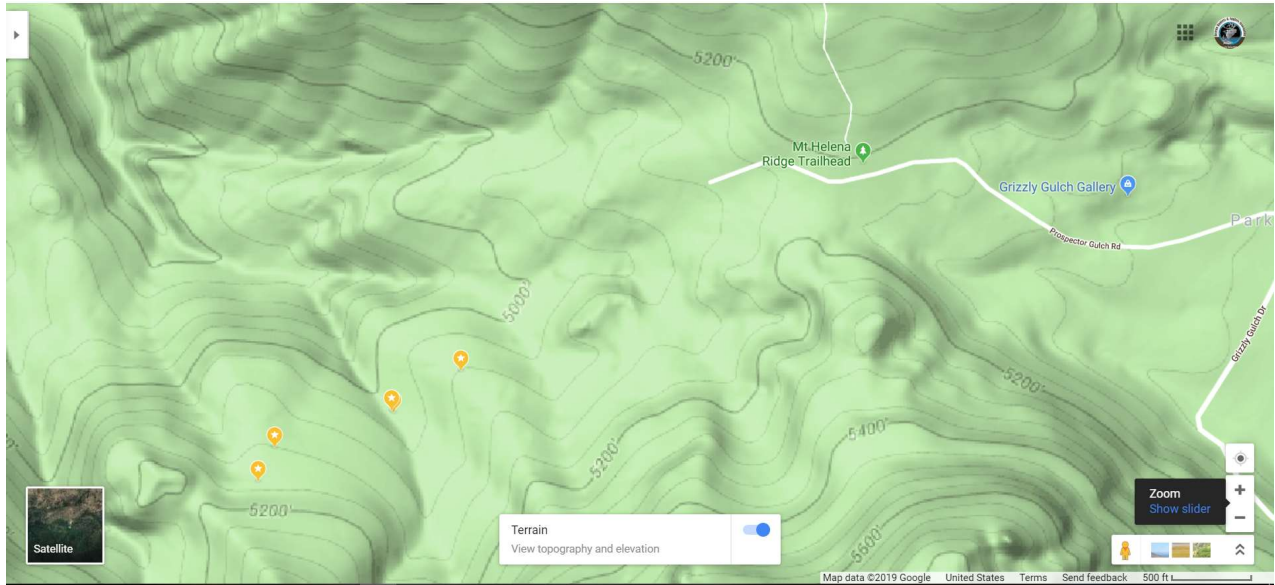 5200'
Mt Helena
Ridge Trailhead
Grizzly Gulch Gallery
Park
Prospector Gulch Rd
5000'
Grizzly Gulch Dr
5200'
5400'
5200'
5200'
5600'
Zoom
Show slider
Terrain
View topography and elevation
Satellite
Map data ©2019 Google United States Terms Send feedback 500 ft